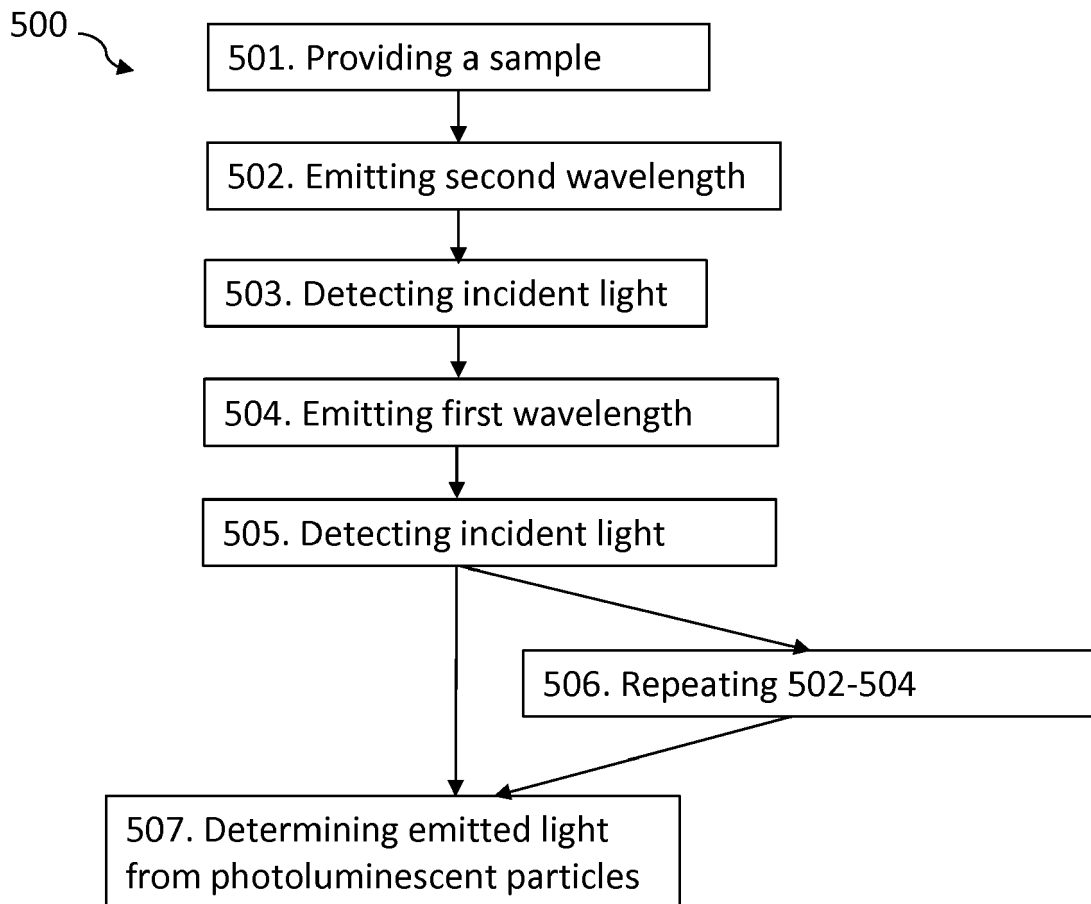 500
501. Providing a sample
502. Emitting second wavelength
503. Detecting incident light
504. Emitting first wavelength
505. Detecting incident light
506. Repeating 502-504
507. Determining emitted light
from photoluminescent particles